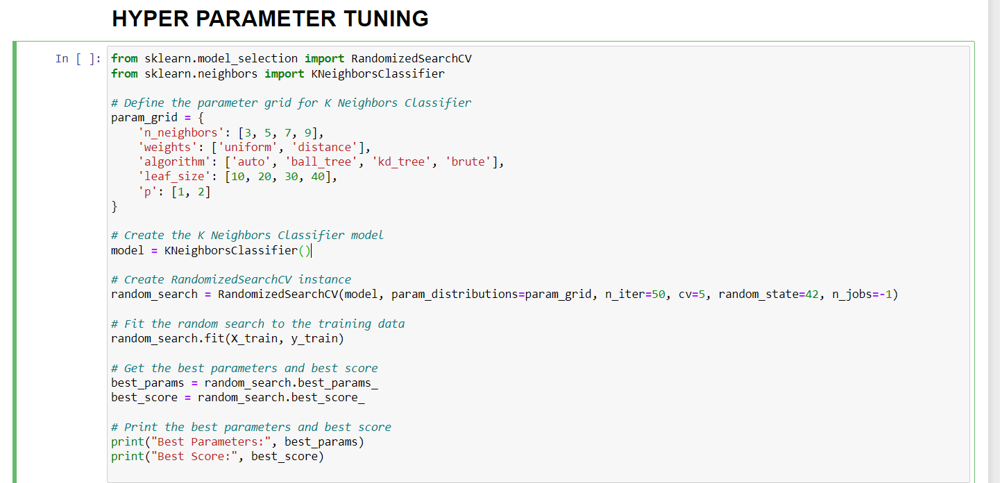 HYPER PARAMETER TUNING
In [ ]: from sklearn.model_selection import RandomizedSearchCV
from sklearn.neighbors import KNeighborsClassifier
# Define the parameter grid for K Neighbors Classifier
param_grid = {
    'n_neighbors': [3, 5, 7, 9],
    'weights': ['uniform', 'distance'],
    'algorithm': ['auto', 'ball_tree', 'kd_tree', 'brute'],
    'leaf_size': [10, 20, 30, 40],
    'p': [1, 2]
}
# Create the K Neighbors Classifier model
model = KNeighborsClassifier()
# Create RandomizedSearchCV instance
random_search = RandomizedSearchCV(model, param_distributions=param_grid, n_iter=50, cv=5, random_state=42, n_jobs=-1)
# Fit the random search to the training data
random_search.fit(X_train, y_train)
# Get the best parameters and best score
best_params = random_search.best_params_
best_score = random_search.best_score_
# Print the best parameters and best score
print("Best Parameters:", best_params)
print("Best Score:", best_score)